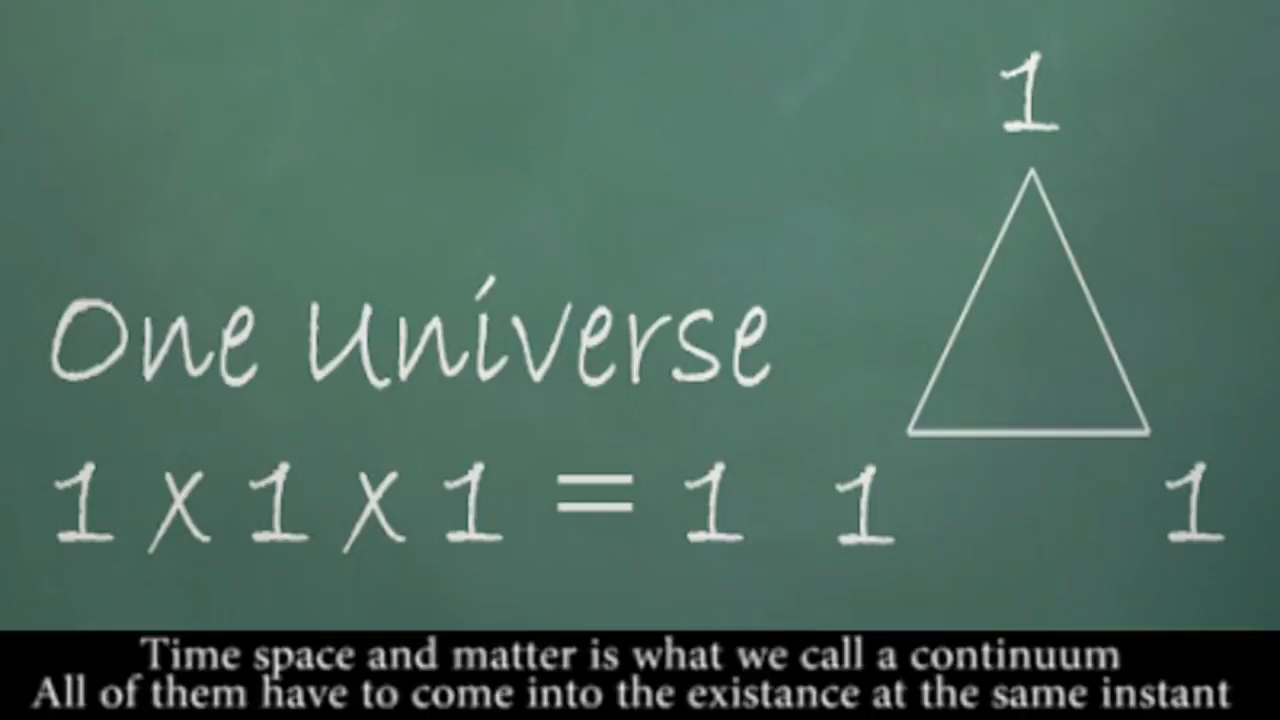 1
One Universe
1 x 1 x 1 = 1
1 1
Time space and matter is what we call a continuum
All of them have to come into the existance at the same instant